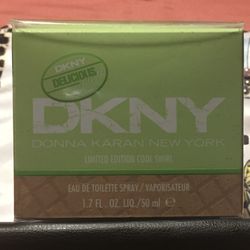 DKNY
DELICIOUS
DKNY
DONNA KARAN NEW YORK
LIMITED EDITION COOL SWIRL
EAU DE TOILETTE SPRAY / VAPORISATEUR
1.7 FL. OZ. LIQ. / 50 ml ℮